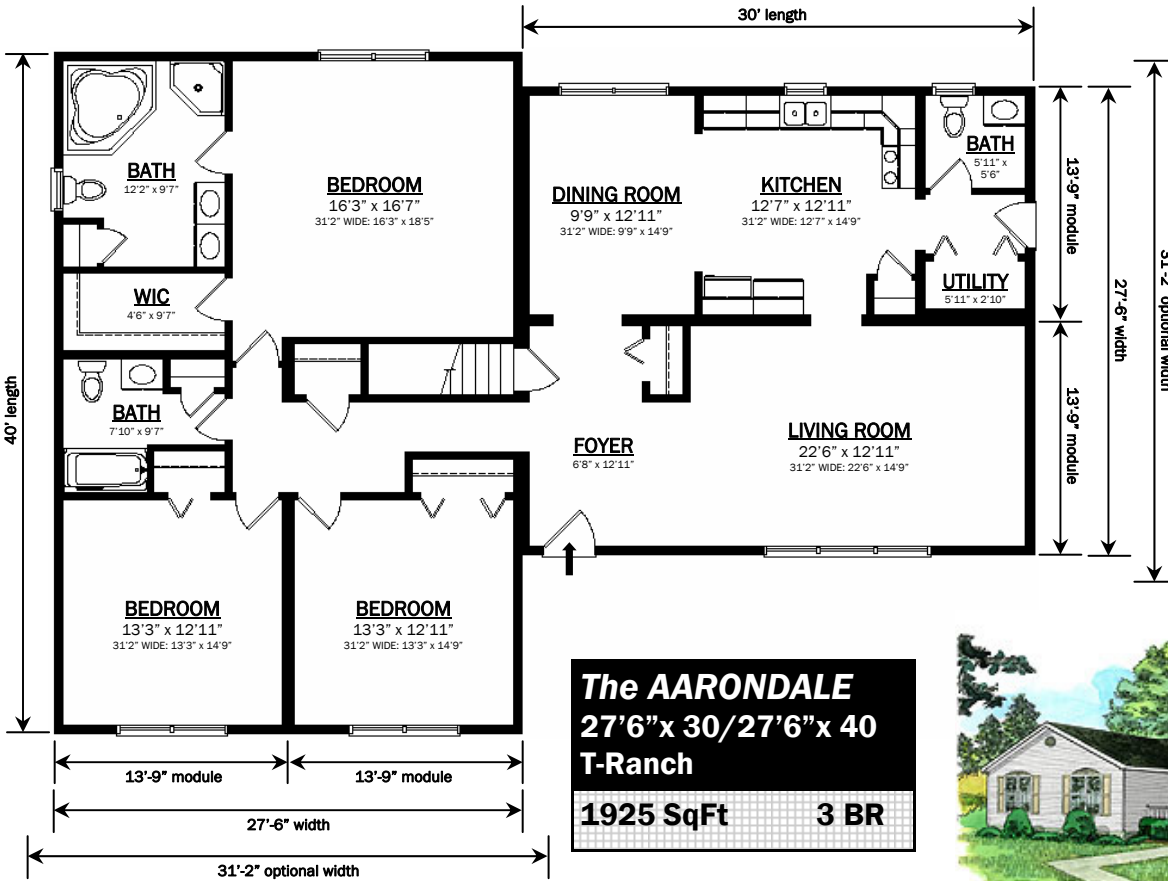 30' length
BATH
12'2" x 9'7"
BEDROOM
16'3" x 16'7"
31'2" WIDE: 16'3" x 18'5"
DINING ROOM
9'9" x 12'11"
31'2" WIDE: 9'9" x 14'9"
KITCHEN
12'7" x 12'11"
31'2" WIDE: 12'7" x 14'9"
BATH
5'11" x
5'6"
UTILITY
5'11" x 2'10"
WIC
4'6" x 9'7"
BATH
7'10" x 9'7"
FOYER
6'8" x 12'11"
LIVING ROOM
22'6" x 12'11"
31'2" WIDE: 22'6" x 14'9"
BEDROOM
13'3" x 12'11"
31'2" WIDE: 13'3" x 14'9"
BEDROOM
13'3" x 12'11"
31'2" WIDE: 13'3" x 14'9"
40' length
13'-9" module
13'-9" module
27'-6" width
31'-2" optional width
13'-9" module
13'-9" module
27'-6" width
31'-2" optional width
The AARONDALE
27'6"x 30/27'6"x 40
T-Ranch
1925 SqFt 3 BR